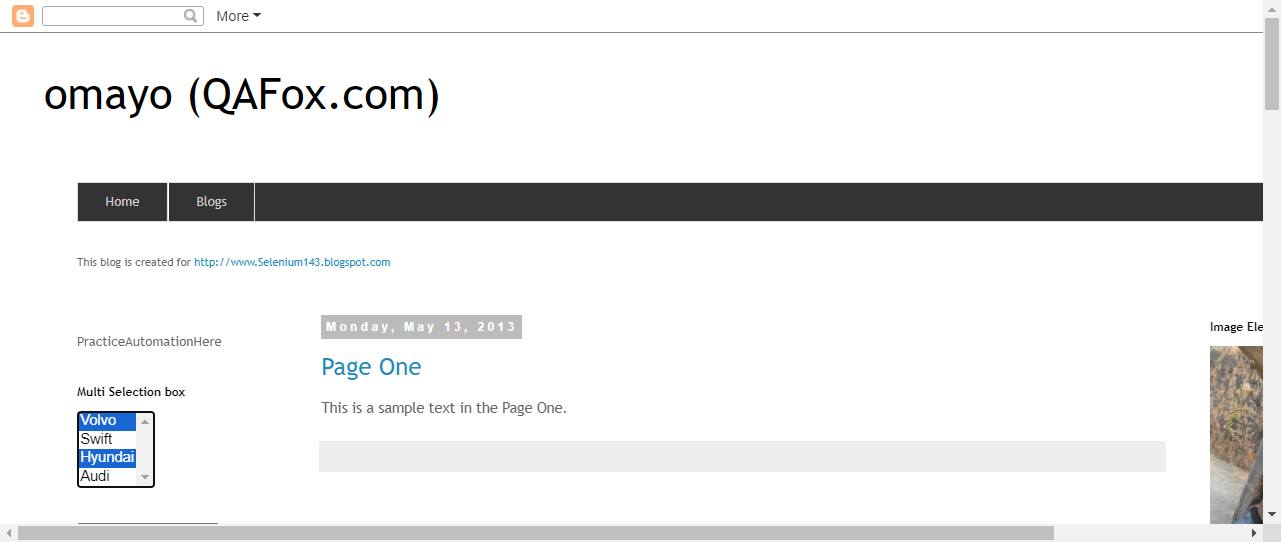 More
omayo (QAFox.com)
Home
Blogs
This blog is created for http://www.Selenium143.blogspot.com
PracticeAutomationHere
Multi Selection box
Volvo
Swift
Hyundai
Audi
Monday, May 13, 2013
Page One
This is a sample text in the Page One.
Image Ele